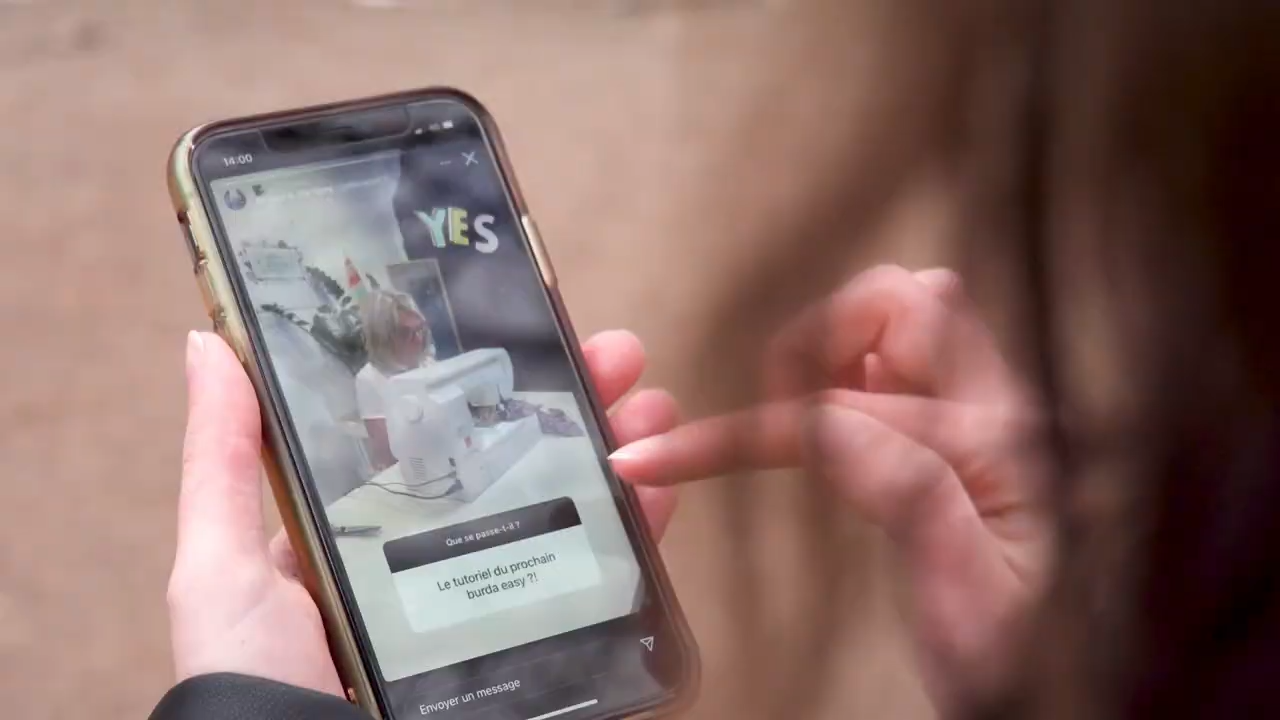 14:00
YES
Que se passe-t-il ?
Le tutoriel du prochain
burda easy ?!
Envoyer un message